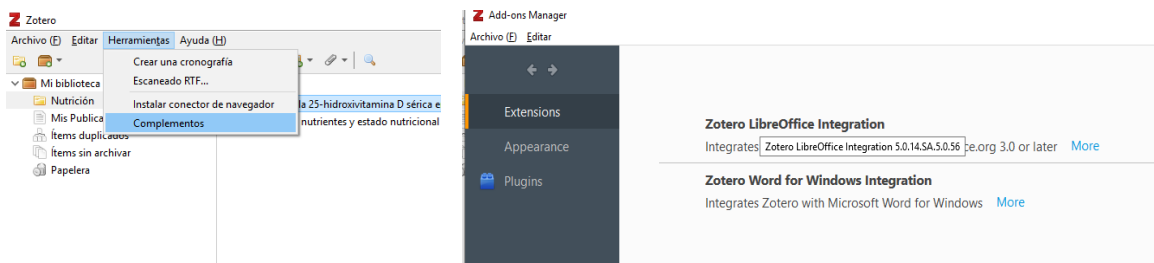 Zotero
Archivo (F) Editar Herramientas Ayuda (H)
Crear una cronografía
Escaneado RTF...
Instalar conector de navegador
Complementos
Mi biblioteca
Nutrición
Mis Publica
Ítems duplicados
Ítems sin archivar
Papelera
la 25-hidroxivitamina D sérica e
nutrientes y estado nutricional
Add-ons Manager
Archivo (F) Editar
Extensions
Appearance
Plugins
Zotero LibreOffice Integration
Integrates Zotero LibreOffice Integration 5.0.14.SA.5.0.56 ce.org 3.0 or later More
Zotero Word for Windows Integration
Integrates Zotero with Microsoft Word for Windows More